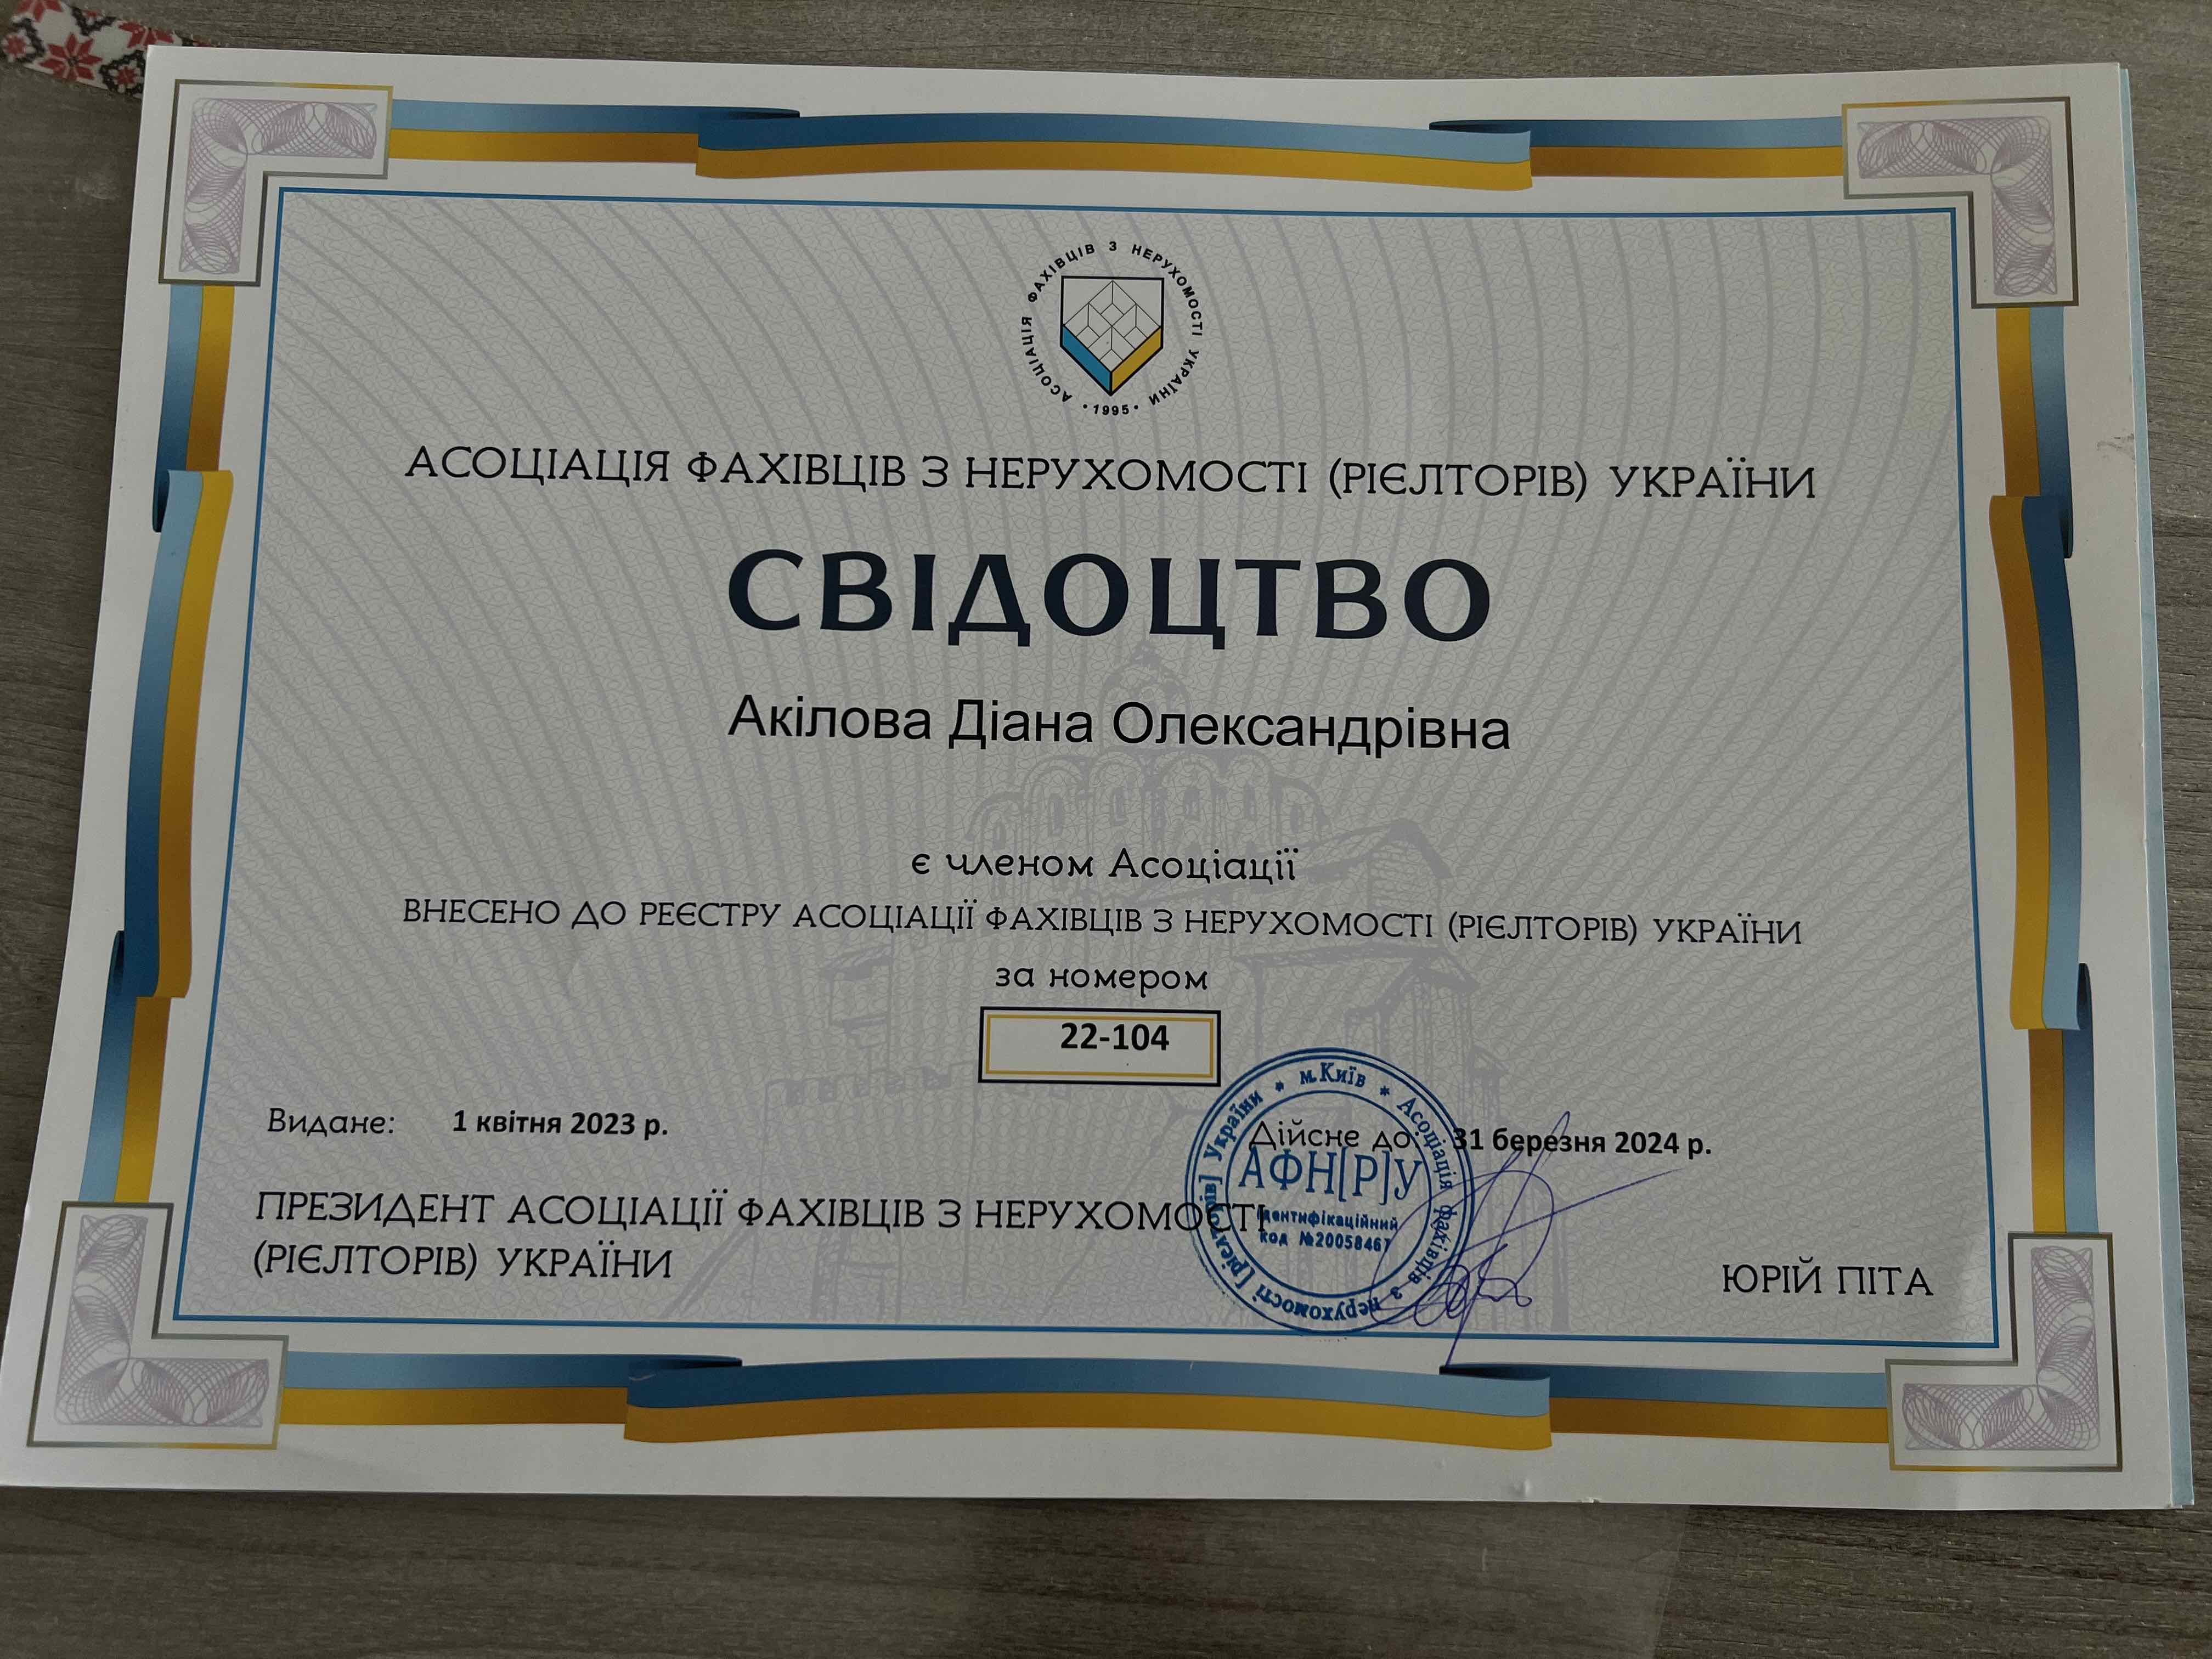 АСОЦІАЦІЯ ФАХІВЦІВ З НЕРУХОМОСТІ УКРАЇНИ
• 1995 •
АСОЦІАЦІЯ ФАХІВЦІВ З НЕРУХОМОСТІ (РІЄЛТОРІВ) УКРАЇНИ
СВІДОЦТВО
Акілова Діана Олександрівна
є членом Асоціації
ВНЕСЕНО ДО РЕЄСТРУ АСОЦІАЦІЇ ФАХІВЦІВ З НЕРУХОМОСТІ (РІЄЛТОРІВ) УКРАЇНИ
за номером
22-104
Видане: 1 квітня 2023 р.
Дійсне до: 31 березня 2024 р.
ПРЕЗИДЕНТ АСОЦІАЦІЇ ФАХІВЦІВ З НЕРУХОМОСТІ
(РІЄЛТОРІВ) УКРАЇНИ
ЮРІЙ ПІТА
* м.Київ * Асоціація фахівців з нерухомості [рієлторів] України
АФН[Р]У
Ідентифікаційний
код №20058467